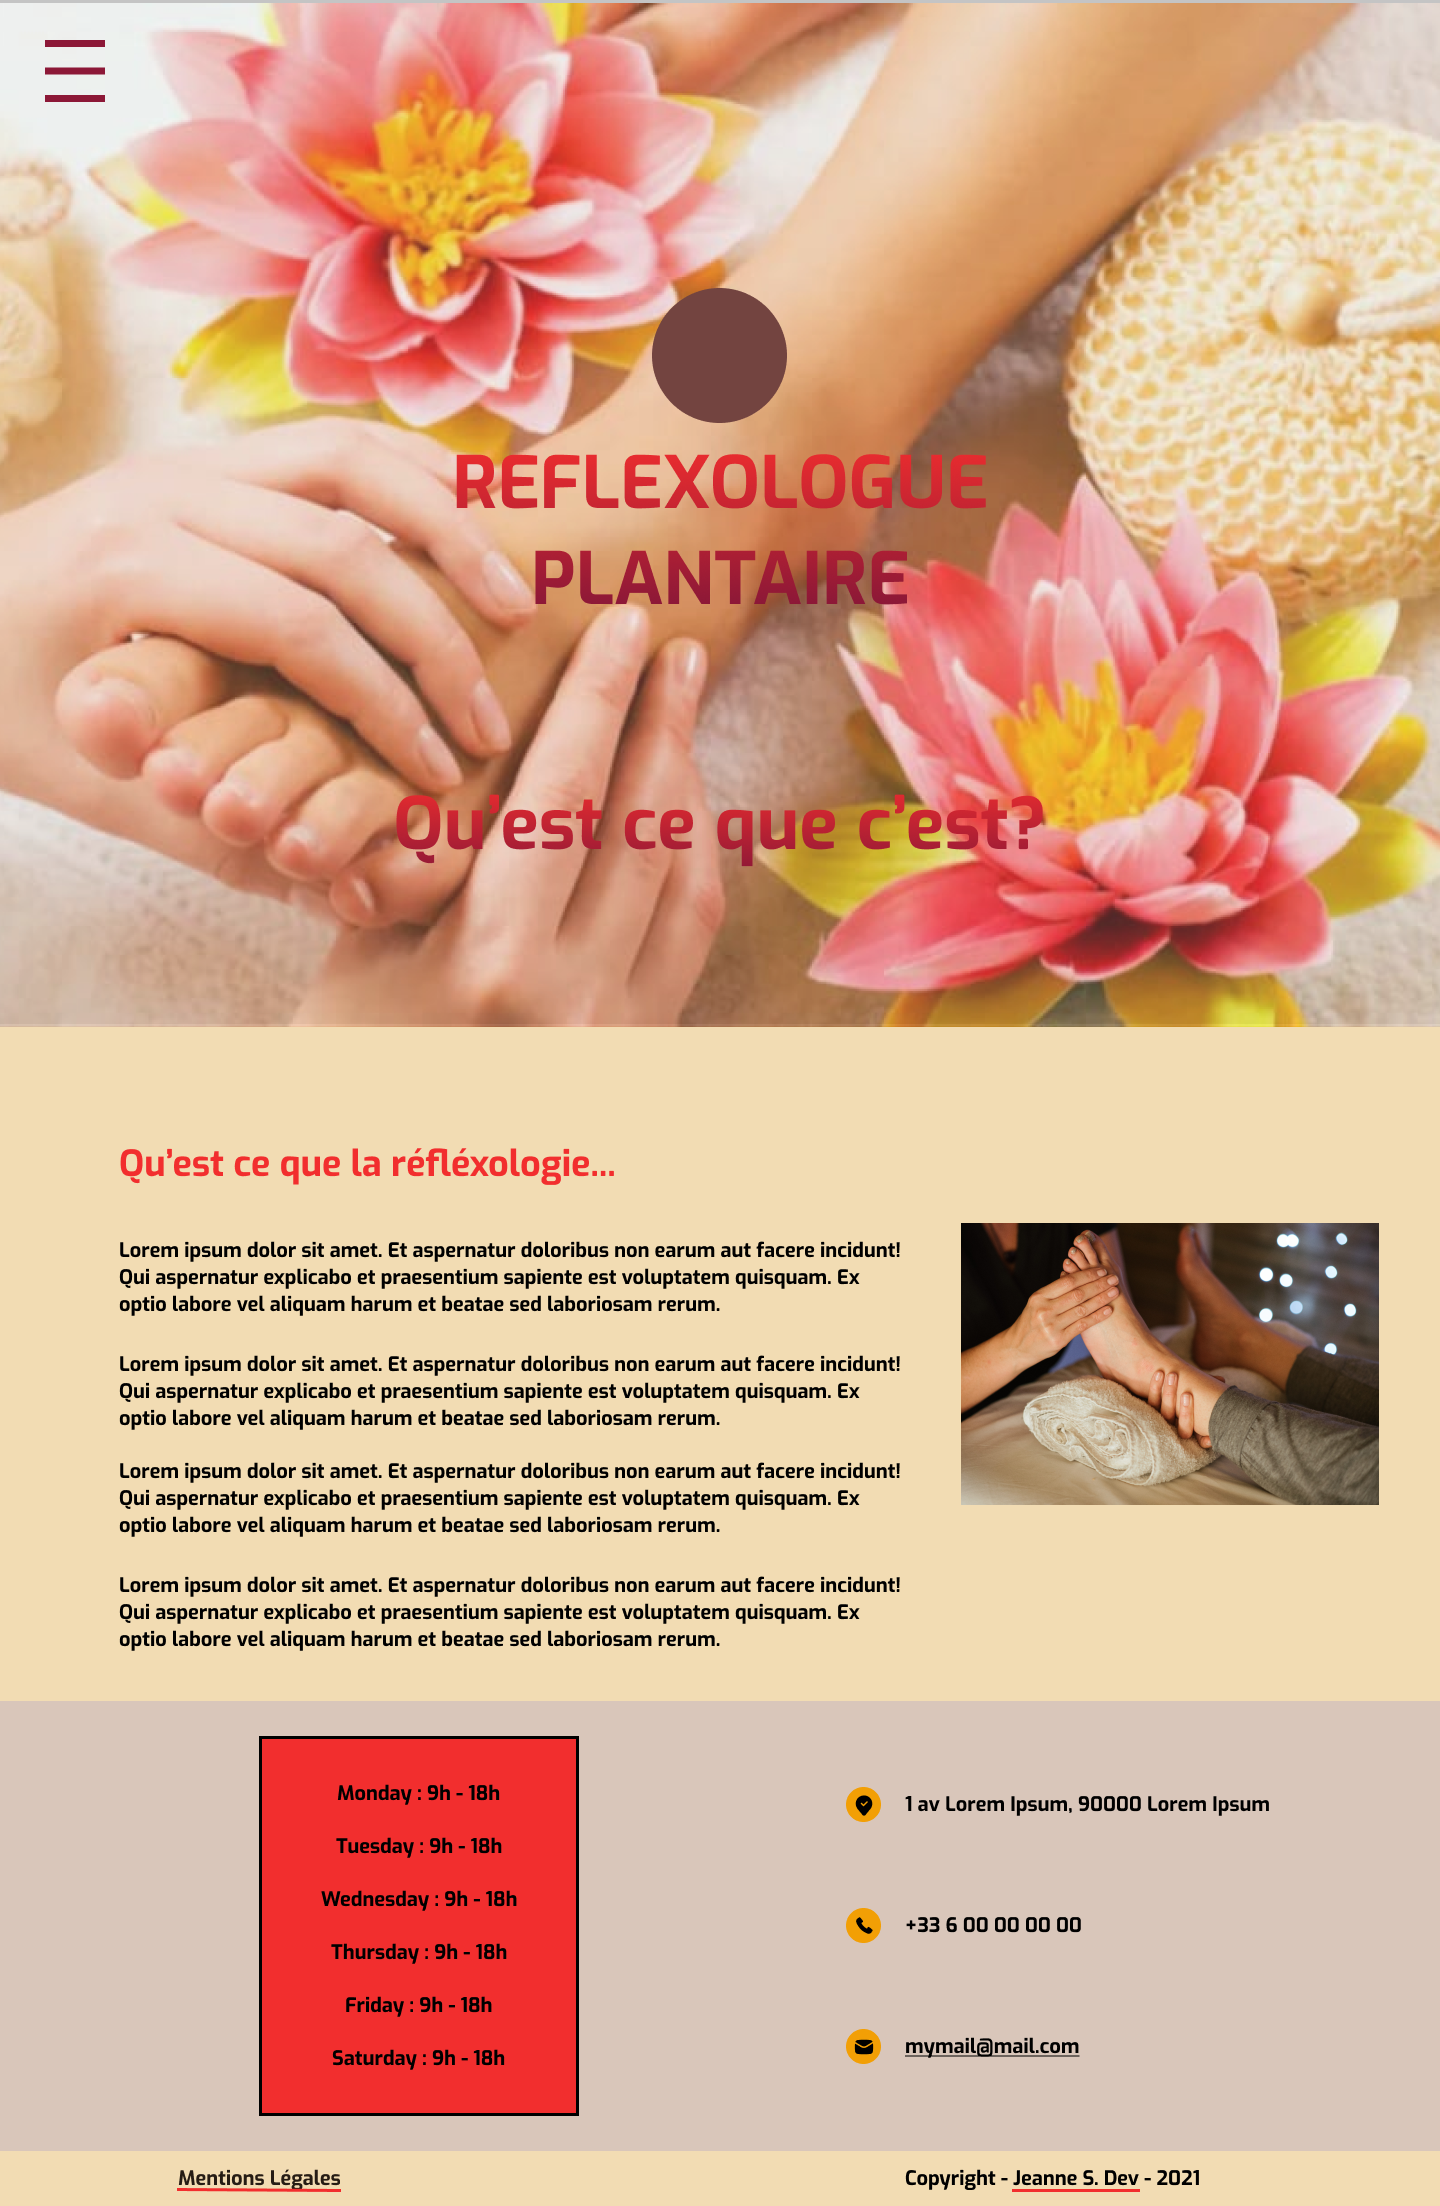 REFLEXOLOGUE
PLANTAIRE
Qu’est ce que c’est?
Qu’est ce que la réfléxologie...
Lorem ipsum dolor sit amet. Et aspernatur doloribus non earum aut facere incidunt!
Qui aspernatur explicabo et praesentium sapiente est voluptatem quisquam. Ex
optio labore vel aliquam harum et beatae sed laboriosam rerum.
Lorem ipsum dolor sit amet. Et aspernatur doloribus non earum aut facere incidunt!
Qui aspernatur explicabo et praesentium sapiente est voluptatem quisquam. Ex
optio labore vel aliquam harum et beatae sed laboriosam rerum.
Lorem ipsum dolor sit amet. Et aspernatur doloribus non earum aut facere incidunt!
Qui aspernatur explicabo et praesentium sapiente est voluptatem quisquam. Ex
optio labore vel aliquam harum et beatae sed laboriosam rerum.
Lorem ipsum dolor sit amet. Et aspernatur doloribus non earum aut facere incidunt!
Qui aspernatur explicabo et praesentium sapiente est voluptatem quisquam. Ex
optio labore vel aliquam harum et beatae sed laboriosam rerum.
Monday : 9h - 18h
Tuesday : 9h - 18h
Wednesday : 9h - 18h
Thursday : 9h - 18h
Friday : 9h - 18h
Saturday : 9h - 18h
1 av Lorem Ipsum, 90000 Lorem Ipsum
+33 6 00 00 00 00
mymail@mail.com
Mentions Légales
Copyright - Jeanne S. Dev - 2021